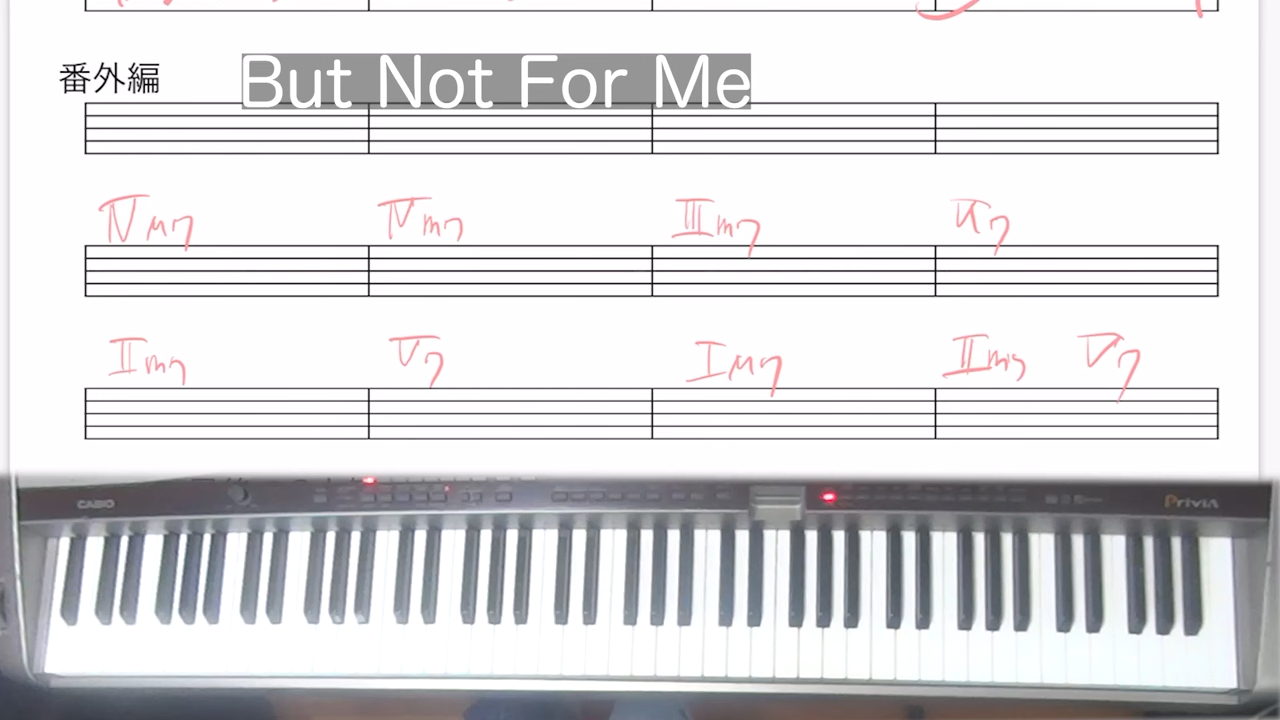 番外編 But Not For Me
IVM7 IVm7 IIIm7 VI7
IIm7 V7 IM7 IIm7 V7
CASIO PRIVIA